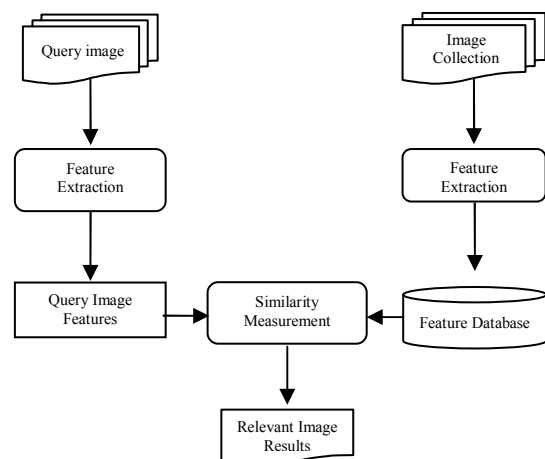 Query image
Image
Collection
Feature
Extraction
Feature
Extraction
Query Image
Features
Similarity
Measurement
Feature Database
Relevant Image
Results